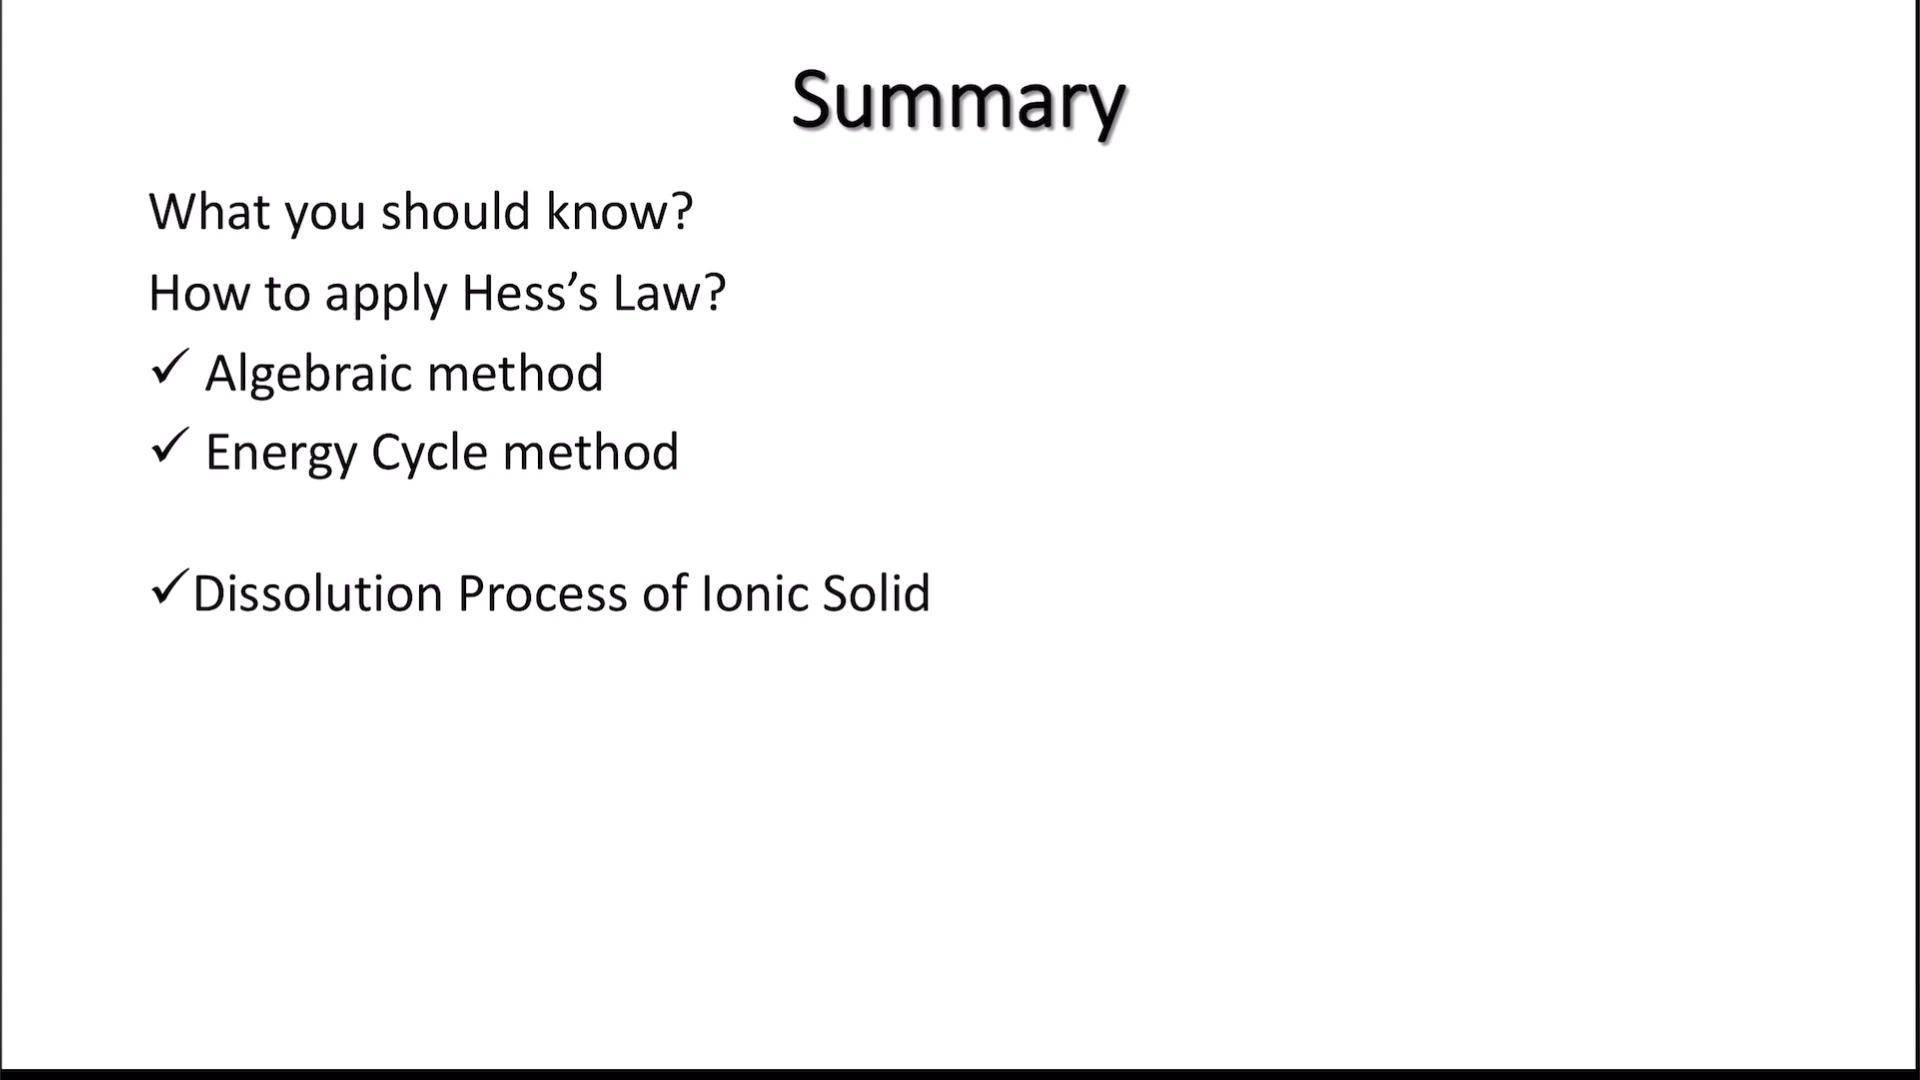 Summary
What you should know?
How to apply Hess’s Law?
✓ Algebraic method
✓ Energy Cycle method
✓Dissolution Process of Ionic Solid